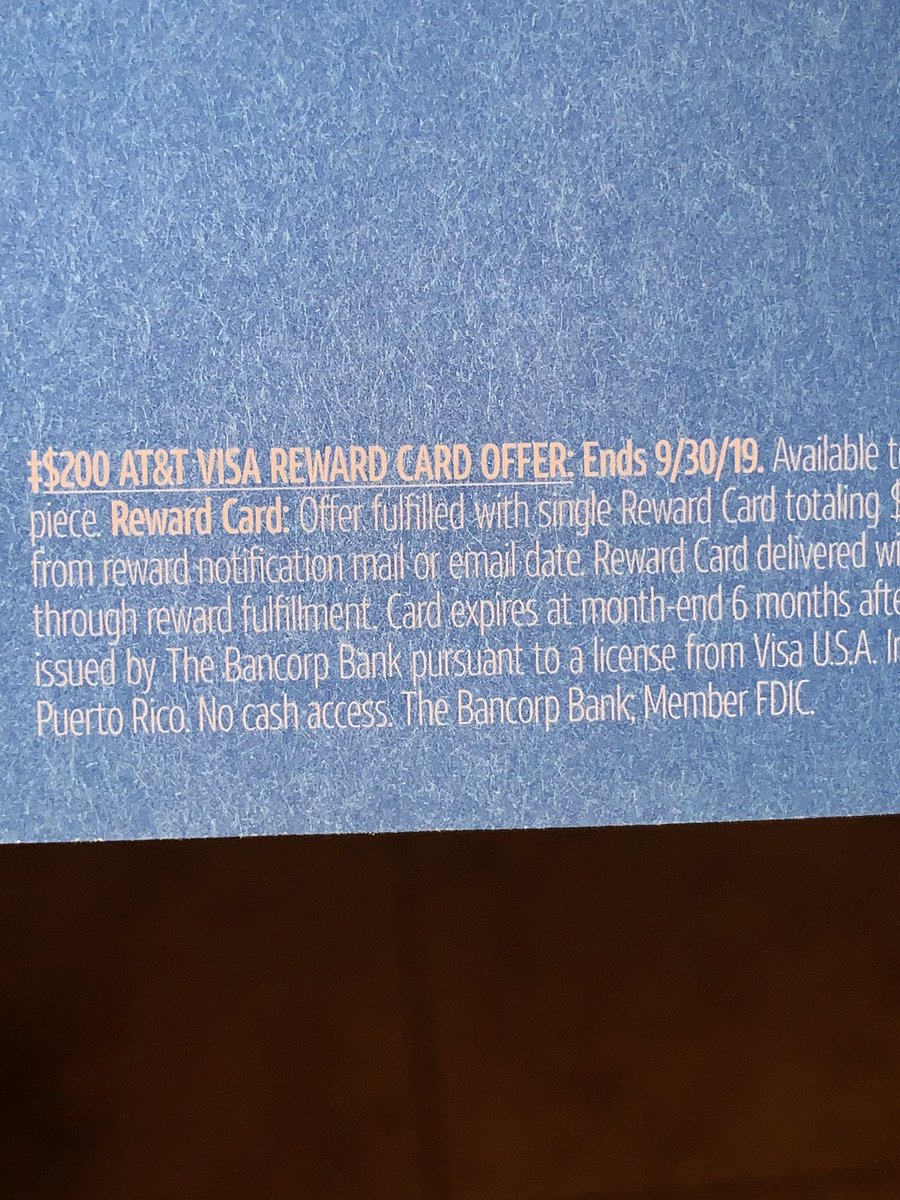 ‡$200 AT&T VISA REWARD CARD OFFER: Ends 9/30/19. Available
piece. Reward Card: Offer fulfilled with single Reward Card totaling $
from reward notification mail or email date. Reward Card delivered
through reward fulfillment. Card expires at month-end 6 months
issued by The Bancorp Bank pursuant to a license from Visa U.S.A.
Puerto Rico. No cash access. The Bancorp Bank; Member FDIC.